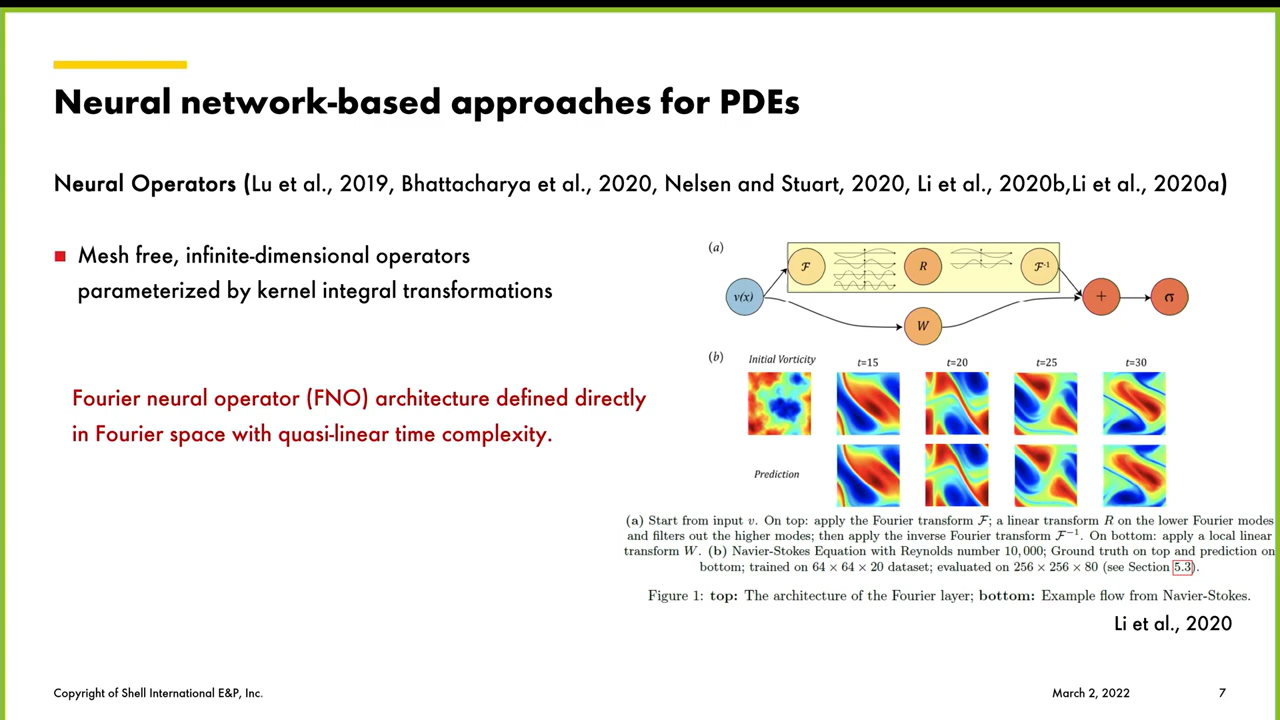 Neural network-based approaches for PDEs
Neural Operators (Lu et al., 2019, Bhattacharya et al., 2020, Nelsen and Stuart, 2020, Li et al., 2020b,Li et al., 2020a)
Mesh free, infinite-dimensional operators
parameterized by kernel integral transformations
Fourier neural operator (FNO) architecture defined directly
in Fourier space with quasi-linear time complexity.
(a)
v(x)
F
R
F-1
W
+
σ
(b)
Initial Vorticity
t=15
t=20
t=25
t=30
Prediction
(a) Start from input v. On top: apply the Fourier transform F; a linear transform R on the lower Fourier modes
and filters out the higher modes; then apply the inverse Fourier transform F⁻¹. On bottom: apply a local linear
transform W. (b) Navier-Stokes Equation with Reynolds number 10,000; Ground truth on top and prediction on
bottom; trained on 64 × 64 × 20 dataset; evaluated on 256 × 256 × 80 (see Section 5.3).
Figure 1: top: The architecture of the Fourier layer; bottom: Example flow from Navier-Stokes.
Li et al., 2020
Copyright of Shell International E&P, Inc.
March 2, 2022
7